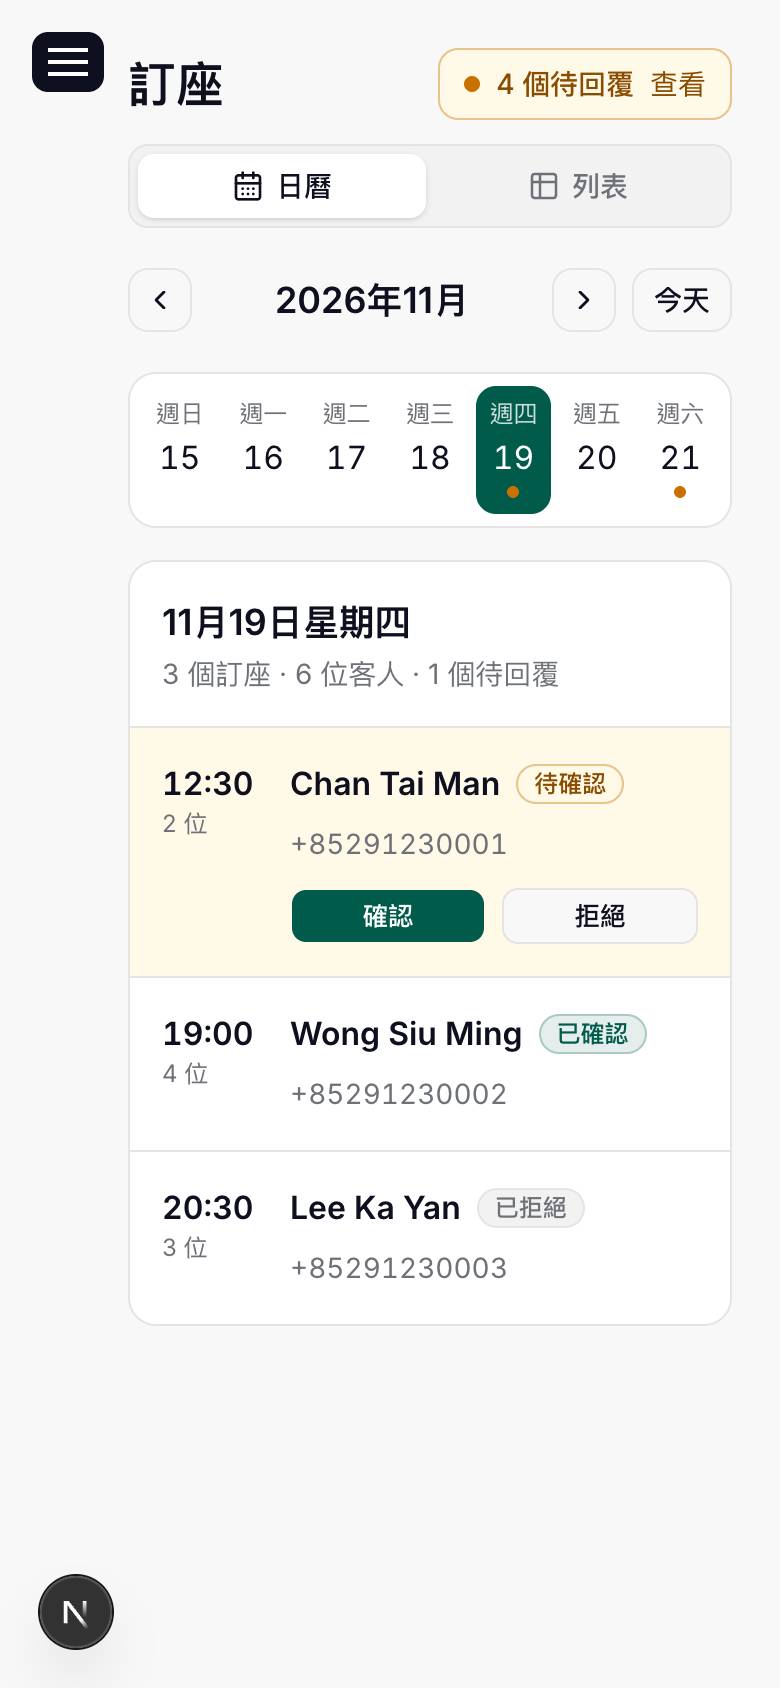 訂座
4 個待回覆 查看
日曆 列表
2026年11月 今天
週日 週一 週二 週三 週四 週五 週六
15 16 17 18 19 20 21
11月19日星期四
3 個訂座 · 6 位客人 · 1 個待回覆
12:30 Chan Tai Man 待確認
2 位
+85291230001
確認 拒絕
19:00 Wong Siu Ming 已確認
4 位
+85291230002
20:30 Lee Ka Yan 已拒絕
3 位
+85291230003
N